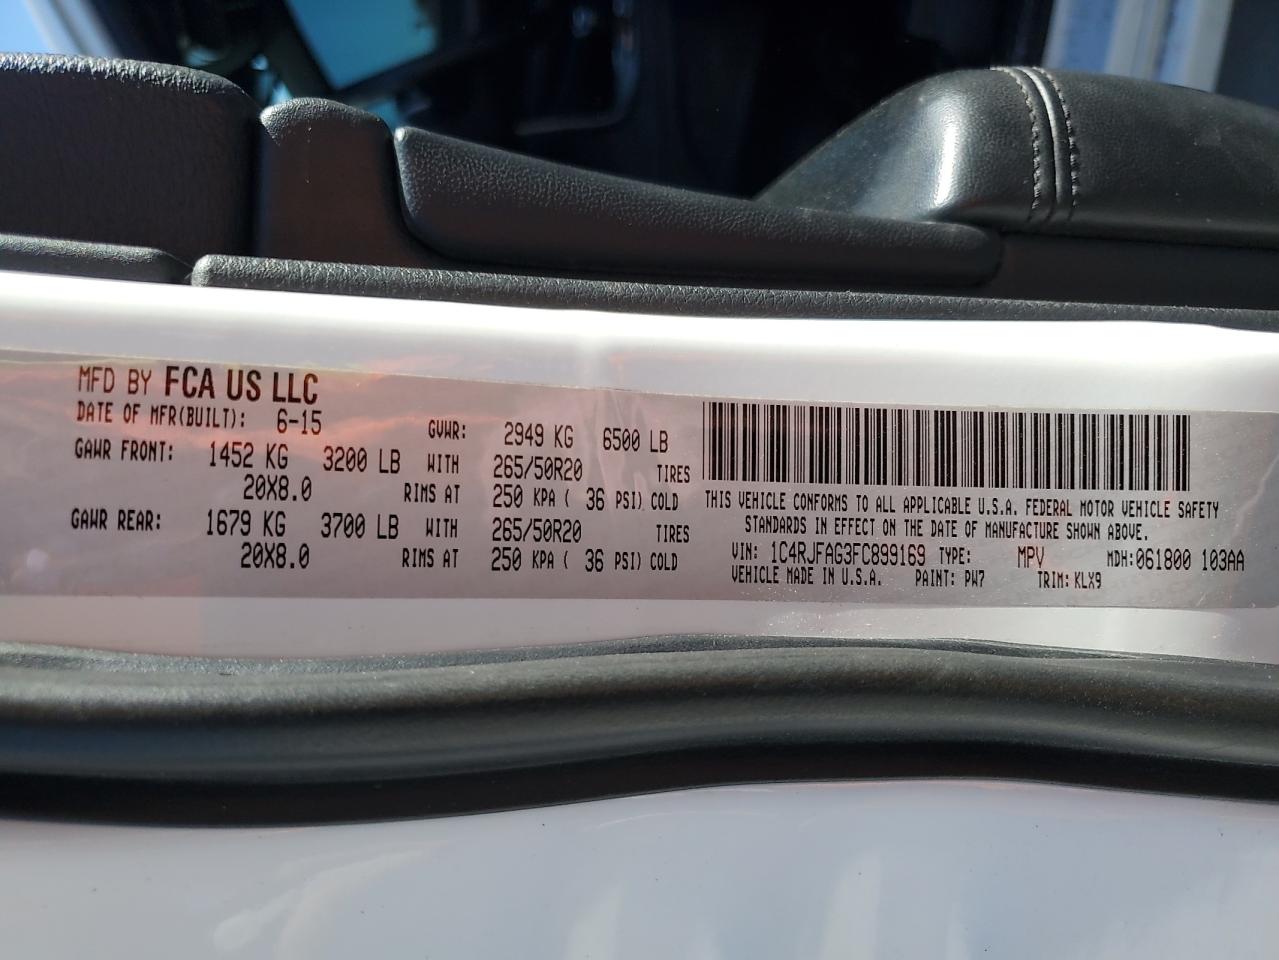 MFD BY FCA US LLC
DATE OF MFR(BUILT): 6-15 GVWR: 2949 KG 6500 LB
GAWR FRONT: 1452 KG 3200 LB WITH 265/50R20 TIRES
20X8.0 RIMS AT 250 KPA ( 36 PSI) COLD
GAWR REAR: 1679 KG 3700 LB WITH 265/50R20 TIRES
20X8.0 RIMS AT 250 KPA ( 36 PSI) COLD
THIS VEHICLE CONFORMS TO ALL APPLICABLE U.S.A. FEDERAL MOTOR VEHICLE SAFETY
STANDARDS IN EFFECT ON THE DATE OF MANUFACTURE SHOWN ABOVE.
VIN: 1C4RJFAG3FC899169 TYPE: MPV MDH:061800 103AA
VEHICLE MADE IN U.S.A. PAINT: PW7 TRIM:KLX9